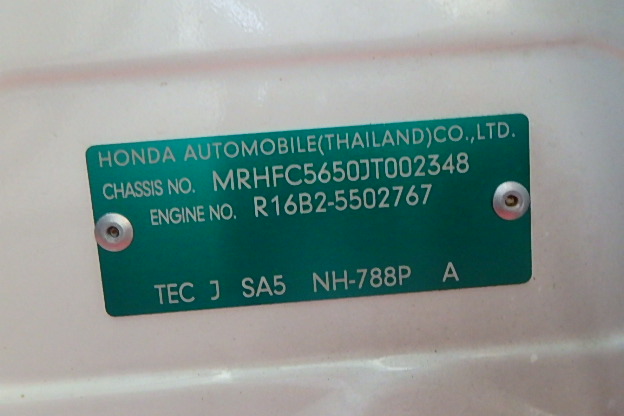 HONDA AUTOMOBILE(THAILAND)CO.,LTD.
CHASSIS NO. MRHFC5650JT002348
ENGINE NO. R16B2-5502767
TEC J SA5 NH-788P A